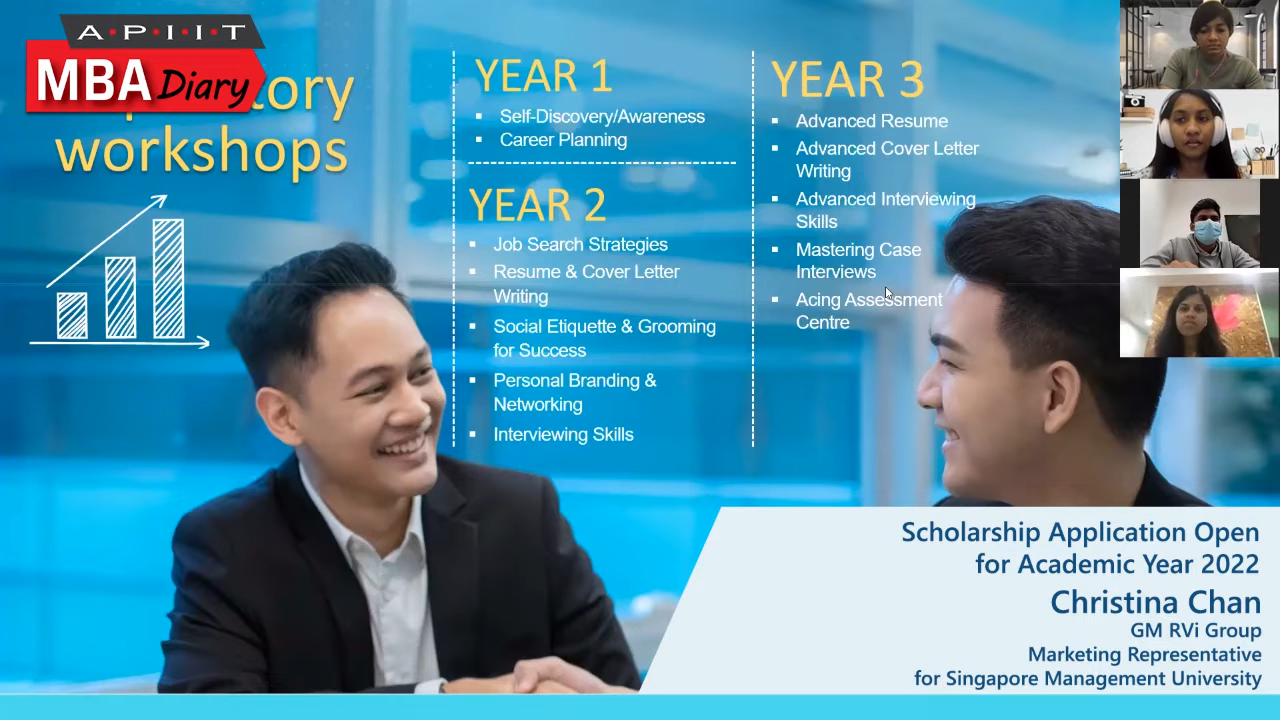 A·P·I·I·T
MBA Diary
workshops
YEAR 1
▪ Self-Discovery/Awareness
▪ Career Planning
YEAR 2
▪ Job Search Strategies
▪ Resume & Cover Letter
Writing
▪ Social Etiquette & Grooming
for Success
▪ Personal Branding &
Networking
▪ Interviewing Skills
YEAR 3
▪ Advanced Resume
▪ Advanced Cover Letter
Writing
▪ Advanced Interviewing
Skills
▪ Mastering Case
Interviews
▪ Acing Assessment
Centre
Scholarship Application Open
for Academic Year 2022
Christina Chan
GM RVi Group
Marketing Representative
for Singapore Management University